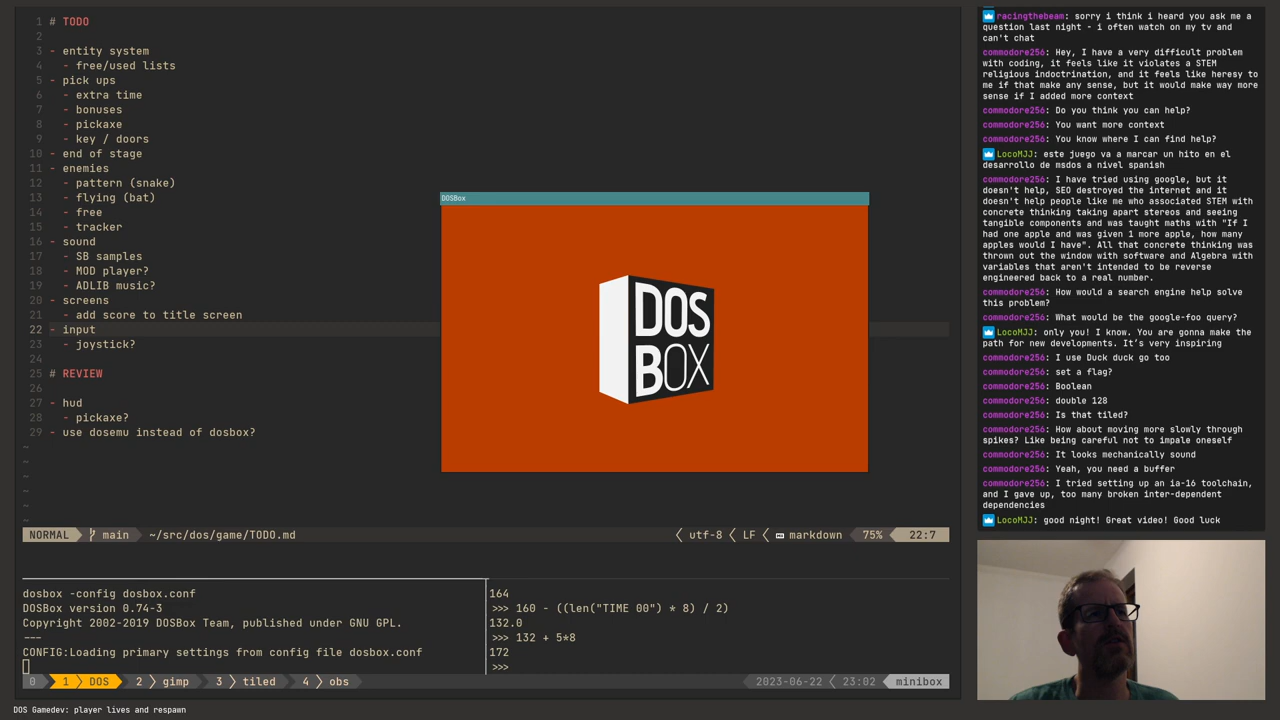 1 # TODO
2
3 - entity system
4   - free/used lists
5 - pick ups
6   - extra time
7   - bonuses
8   - pickaxe
9   - key / doors
10 - end of stage
11 - enemies
12   - pattern (snake)
13   - flying (bat)
14   - free
15   - tracker
16 - sound
17   - SB samples
18   - MOD player?
19   - ADLIB music?
20 - screens
21   - add score to title screen
22 - input
23   - joystick?
24
25 # REVIEW
26
27 - hud
28   - pickaxe?
29 - use dosemu instead of dosbox?
~
~
~
~
~
~
NORMAL main ~/src/dos/game/TODO.md utf-8 LF markdown 75% 22:7
DOSBox
DOS
BOX
dosbox -config dosbox.conf
DOSBox version 0.74-3
Copyright 2002-2019 DOSBox Team, published under GNU GPL.
---
CONFIG:Loading primary settings from config file dosbox.conf
164
>>> 160 - ((len("TIME 00") * 8) / 2)
132.0
>>> 132 + 5*8
172
>>>
0 1 DOS 2 gimp 3 tiled 4 obs 2023-06-22 23:02 minibox
DOS Gamedev: player lives and respawn
racingthebeam: sorry i think i heard you ask me a
question last night - i often watch on my tv and
can't chat
commodore256: Hey, I have a very difficult problem
with coding, it feels like it violates a STEM
religious indoctrination, and it feels like heresy to
me if that make any sense, but it would make way more
sense if I added more context
commodore256: Do you think you can help?
commodore256: You want more context
commodore256: You know where I can find help?
LocoMJJ: este juego va a marcar un hito en el
desarrollo de msdos a nivel spanish
commodore256: I have tried using google, but it
doesn't help, SEO destroyed the internet and it
doesn't help people like me who associated STEM with
concrete thinking taking apart stereos and seeing
tangible components and was taught maths with "If I
had one apple and was given 1 more apple, how many
apples would I have". All that concrete thinking was
thrown out the window with software and Algebra with
variables that aren't intended to be reverse
engineered back to a real number.
commodore256: How would a search engine help solve
this problem?
commodore256: What would be the google-foo query?
LocoMJJ: only you! I know. You are gonna make the
path for new developments. It's very inspiring
commodore256: I use Duck duck go too
commodore256: set a flag?
commodore256: Boolean
commodore256: double 128
commodore256: Is that tiled?
commodore256: How about moving more slowly through
spikes? Like being careful not to impale oneself
commodore256: It looks mechanically sound
commodore256: Yeah, you need a buffer
commodore256: I tried setting up an ia-16 toolchain,
and I gave up, too many broken inter-dependent
dependencies
LocoMJJ: good night! Great video! Good luck